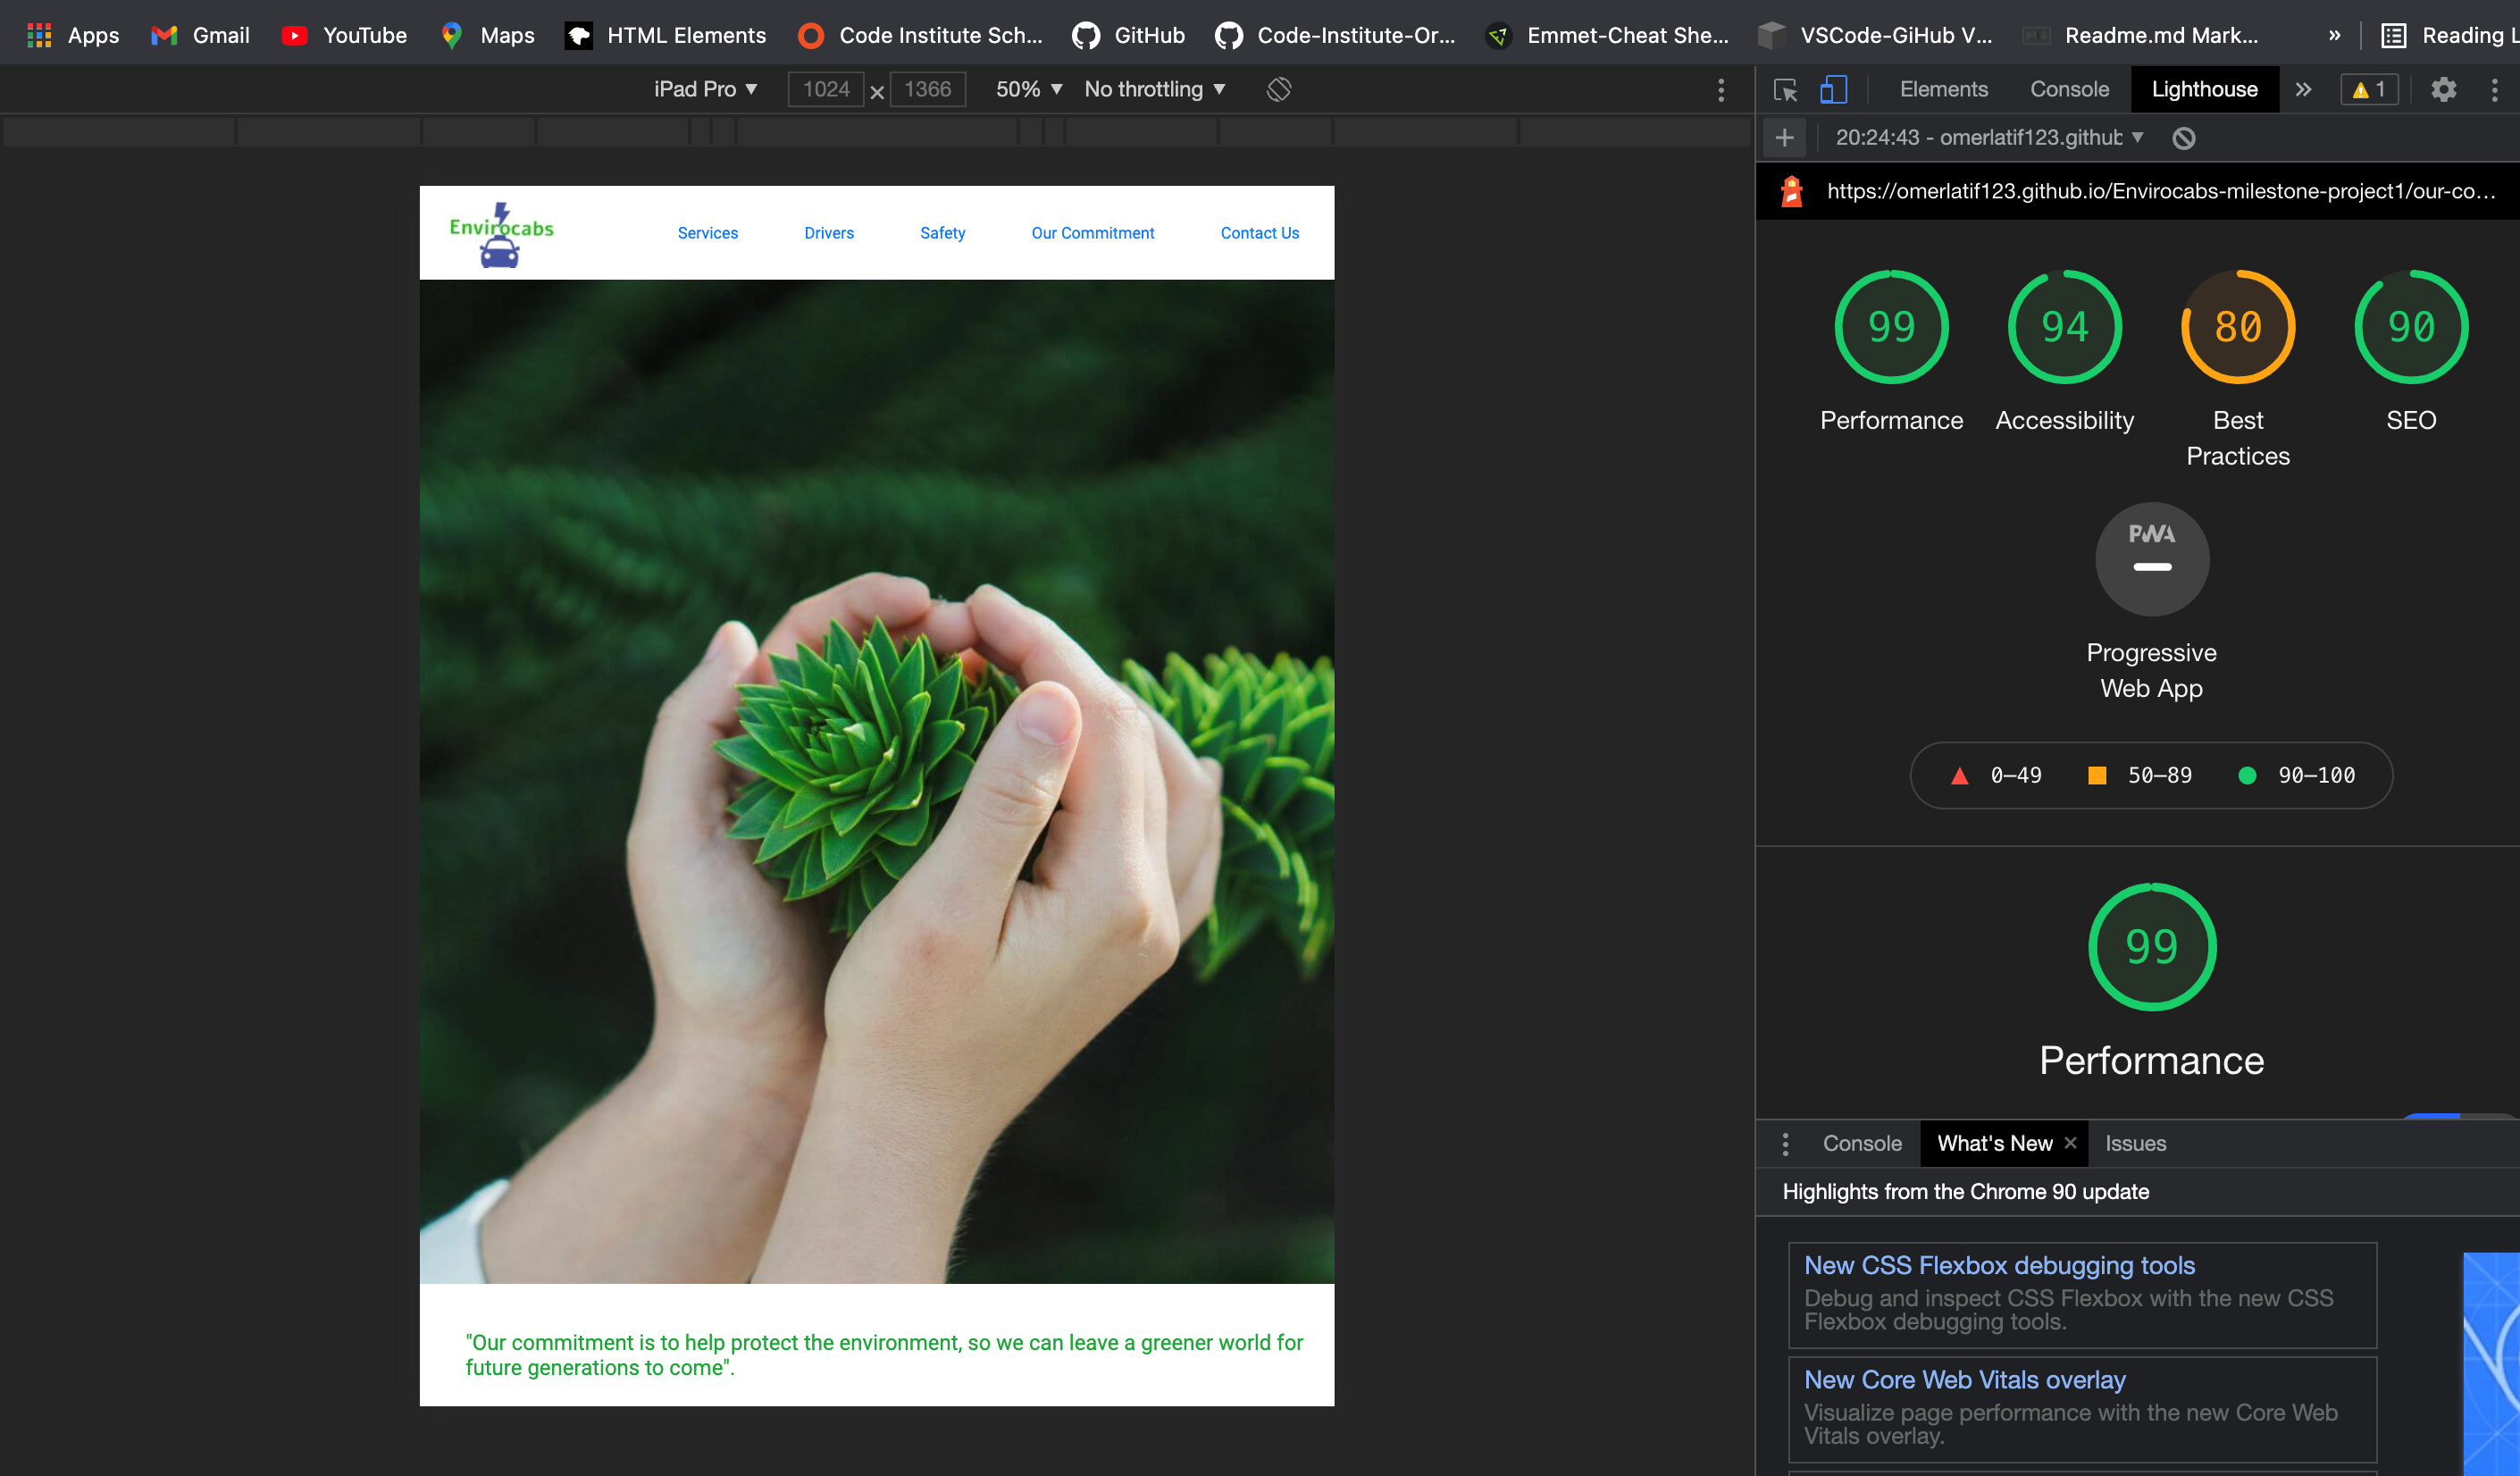 Apps Gmail YouTube Maps HTML Elements Code Institute Sch... GitHub Code-Institute-Or... Emmet-Cheat She... VSCode-GiHub V... Readme.md Mark... » Reading L
iPad Pro ▼ 1024 × 1366 50% ▼ No throttling ▼
Elements Console Lighthouse » 1
20:24:43 - omerlatif123.github ▼
https://omerlatif123.github.io/Envirocabs-milestone-project1/our-co...
Envirocabs
Services Drivers Safety Our Commitment Contact Us
"Our commitment is to help protect the environment, so we can leave a greener world for
future generations to come".
99 94 80 90
Performance Accessibility Best SEO
Practices
PWA
Progressive
Web App
0–49 50–89 90–100
99
Performance
Console What's New × Issues
Highlights from the Chrome 90 update
New CSS Flexbox debugging tools
Debug and inspect CSS Flexbox with the new CSS
Flexbox debugging tools.
New Core Web Vitals overlay
Visualize page performance with the new Core Web
Vitals overlay.